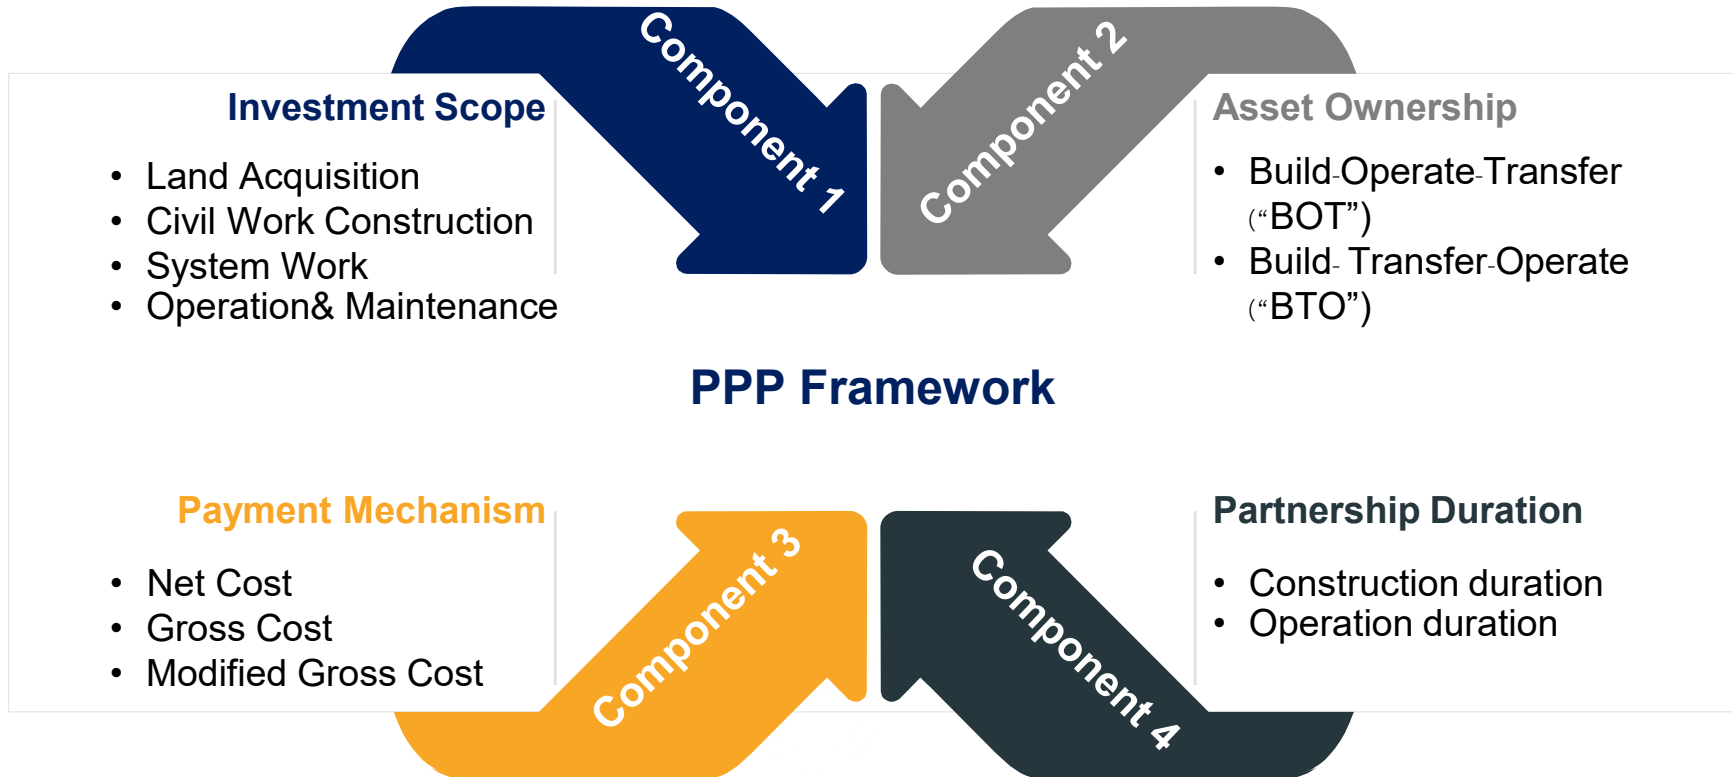 Component 1
Investment Scope
• Land Acquisition
• Civil Work Construction
• System Work
• Operation& Maintenance
Component 2
Asset Ownership
• Build-Operate-Transfer
(“BOT”)
• Build- Transfer-Operate
(“BTO”)
PPP Framework
Component 3
Payment Mechanism
• Net Cost
• Gross Cost
• Modified Gross Cost
Component 4
Partnership Duration
• Construction duration
• Operation duration